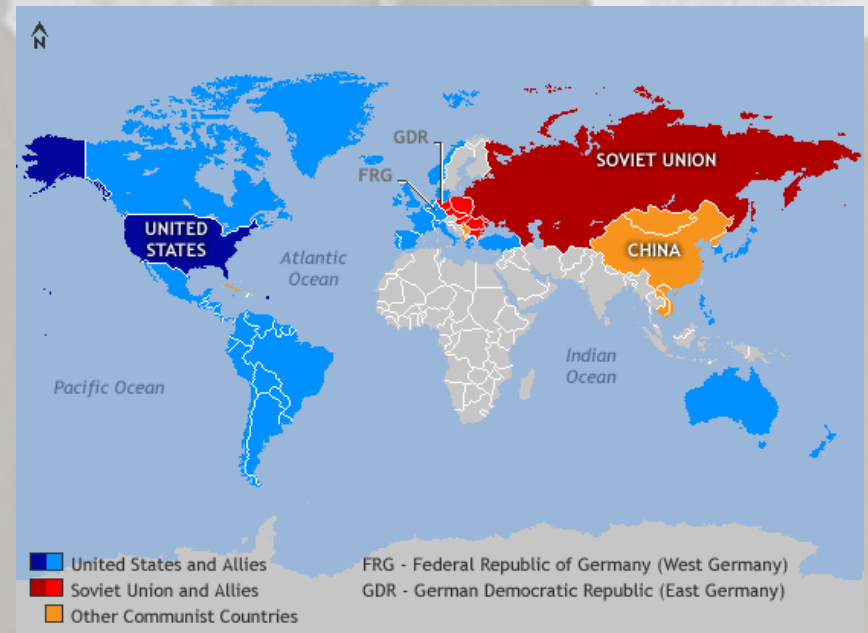 N
GDR
FRG
SOVIET UNION
UNITED
STATES
CHINA
Atlantic
Ocean
Indian
Ocean
Pacific Ocean
United States and Allies
Soviet Union and Allies
Other Communist Countries
FRG - Federal Republic of Germany (West Germany)
GDR - German Democratic Republic (East Germany)